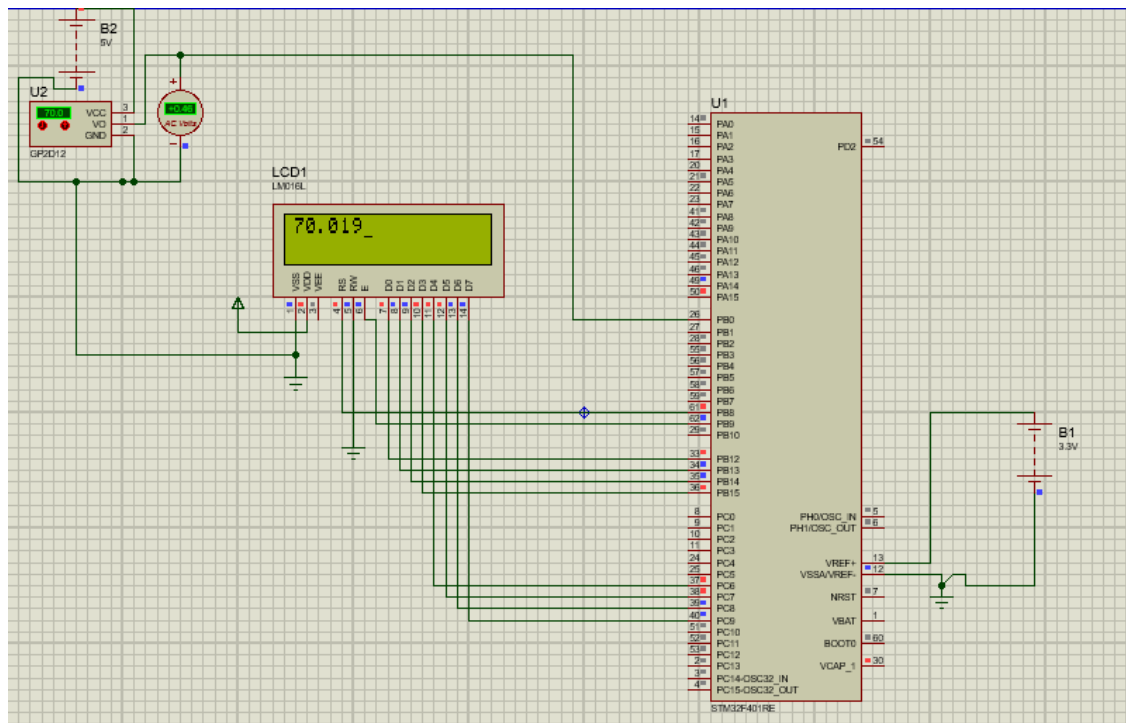 B2
5V
U2
70.0
VCC 3
VO 1
GND 2
GP2D12
+
+0.46
AC Volts
−
LCD1
LM016L
70.019_
VSS
VDD
VEE
RS
RW
E
D0
D1
D2
D3
D4
D5
D6
D7
1
2
3
4
5
6
7
8
9
10
11
12
13
14
U1
14 PA0
15 PA1
16 PA2
17 PA3
20 PA4
21 PA5
22 PA6
23 PA7
41 PA8
42 PA9
43 PA10
44 PA11
45 PA12
46 PA13
49 PA14
50 PA15
26 PB0
27 PB1
28 PB2
55 PB3
56 PB4
57 PB5
58 PB6
59 PB7
61 PB8
62 PB9
29 PB10
33 PB12
34 PB13
35 PB14
36 PB15
8 PC0
9 PC1
10 PC2
11 PC3
24 PC4
25 PC5
37 PC6
38 PC7
39 PC8
40 PC9
51 PC10
52 PC11
53 PC12
2 PC13
3 PC14-OSC32_IN
4 PC15-OSC32_OUT
PD2 54
PH0/OSC_IN 5
PH1/OSC_OUT 6
VREF+ 13
VSSA/VREF- 12
NRST 7
VBAT 1
BOOT0 60
VCAP_1 30
STM32F401RE
B1
3.3V